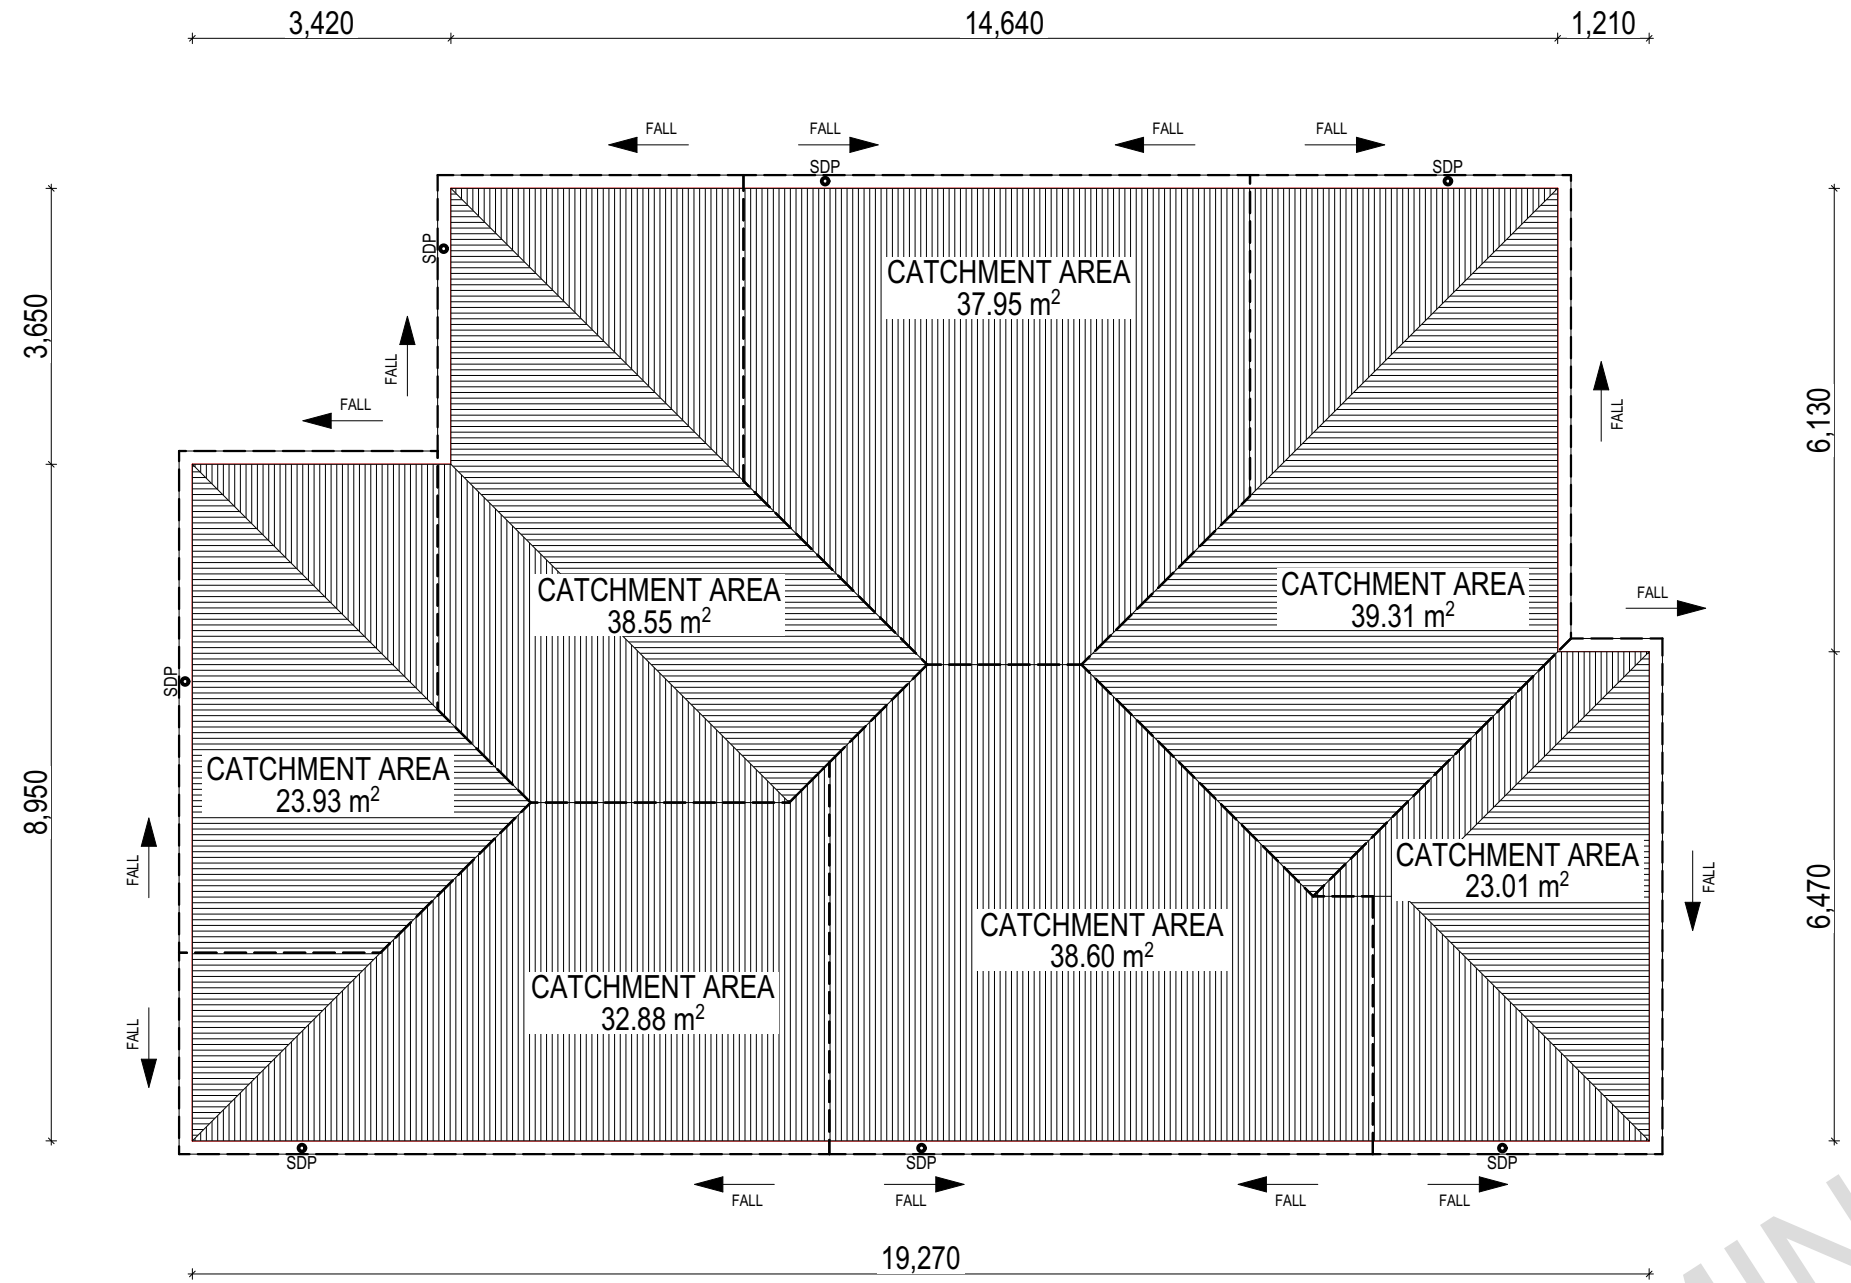 3,420
14,640
1,210
FALL
FALL
FALL
FALL
SDP
SDP
SDP
3,650
CATCHMENT AREA
37.95 m²
FALL
FALL
FALL
6,130
CATCHMENT AREA
38.55 m²
CATCHMENT AREA
39.31 m²
FALL
SDP
CATCHMENT AREA
23.93 m²
8,950
FALL
CATCHMENT AREA
23.01 m²
FALL
6,470
CATCHMENT AREA
38.60 m²
CATCHMENT AREA
32.88 m²
FALL
SDP
SDP
SDP
FALL
FALL
FALL
FALL
19,270